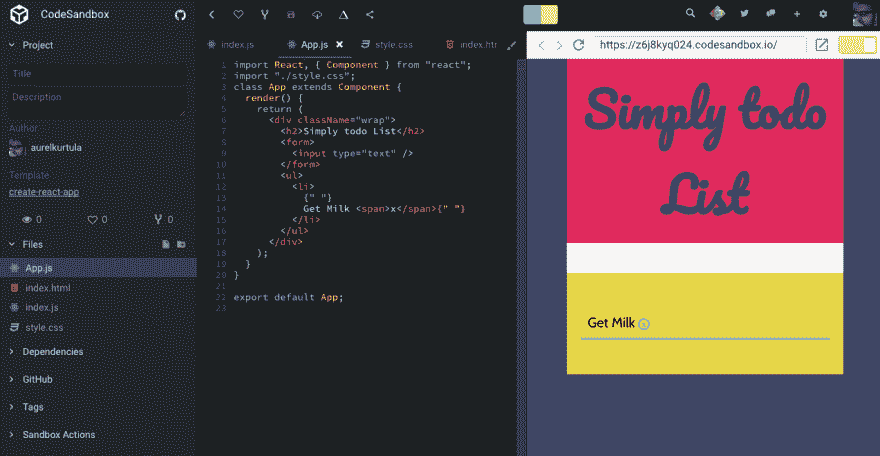 CodeSandbox
Project
Title
Description
Author
aurelkurtula
Template
create-react-app
0 0 0
Files
App.js
index.html
index.js
style.css
Dependencies
GitHub
Tags
Sandbox Actions
index.js App.js x style.css index.htr
1 import React, { Component } from "react";
2 import "./style.css";
3 class App extends Component {
4 render() {
5 return (
6 <div className="wrap">
7 <h2>Simply todo List</h2>
8 <form>
9 <input type="text" />
10 </form>
11 <ul>
12 <li>
13 {" "}
14 Get Milk <span>x</span>{" "}
15 </li>
16 </ul>
17 </div>
18 );
19 }
20 }
21
22 export default App;
23
https://z6j8kyq024.codesandbox.io/
Simply todo
List
Get Milk x